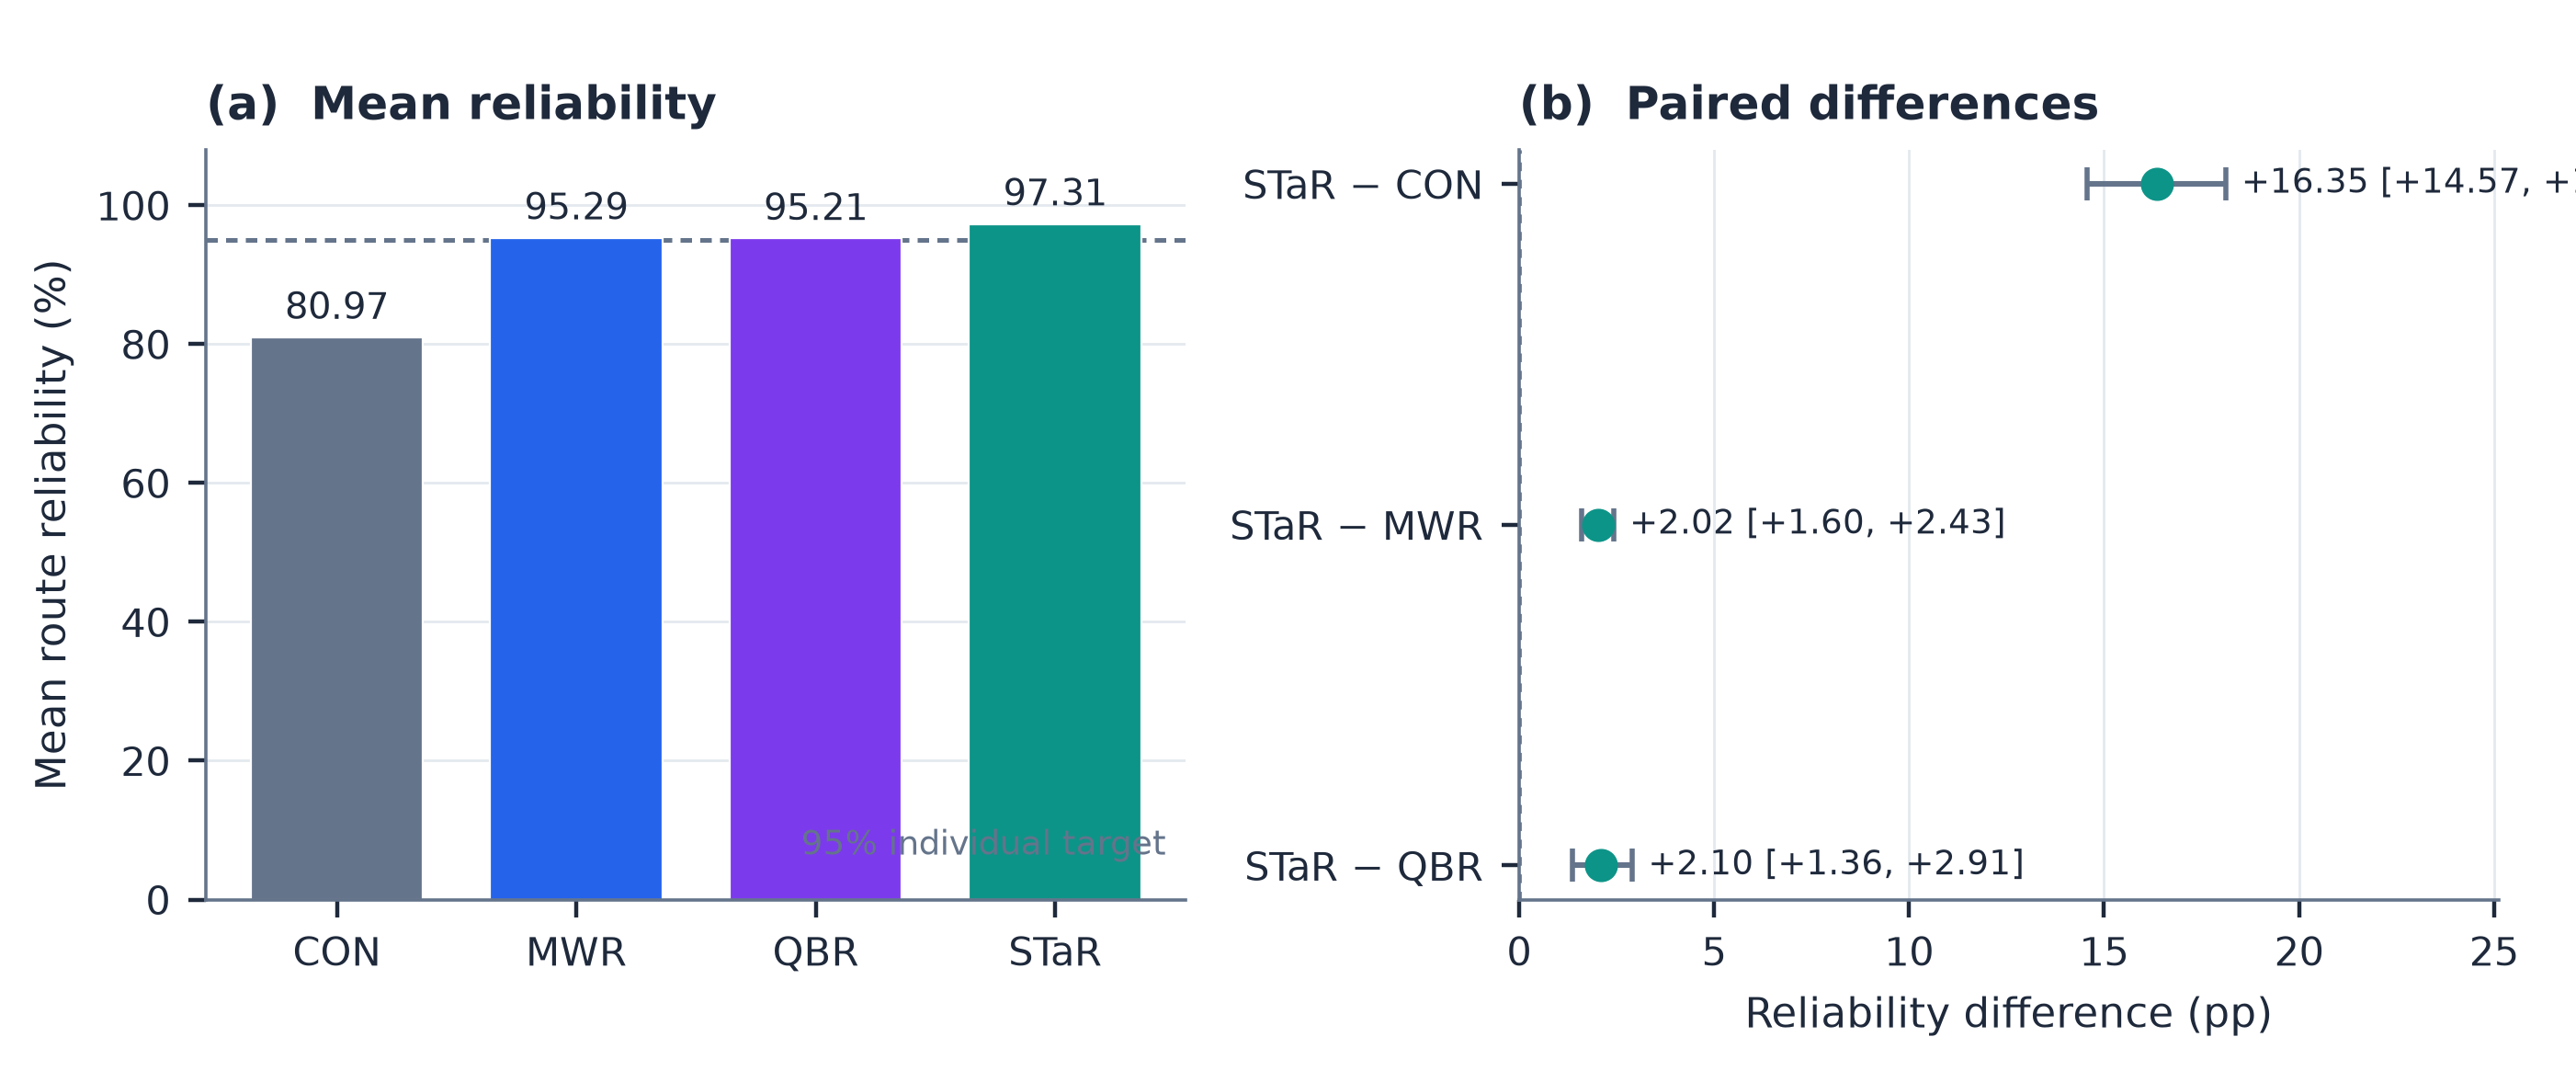 (a) Mean reliability
Mean route reliability (%)
100
80
60
40
20
0
80.97
95.29
95.21
97.31
95% individual target
CON
MWR
QBR
STaR
(b) Paired differences
STaR − CON
+16.35 [+14.57, +
STaR − MWR
+2.02 [+1.60, +2.43]
STaR − QBR
+2.10 [+1.36, +2.91]
0
5
10
15
20
25
Reliability difference (pp)